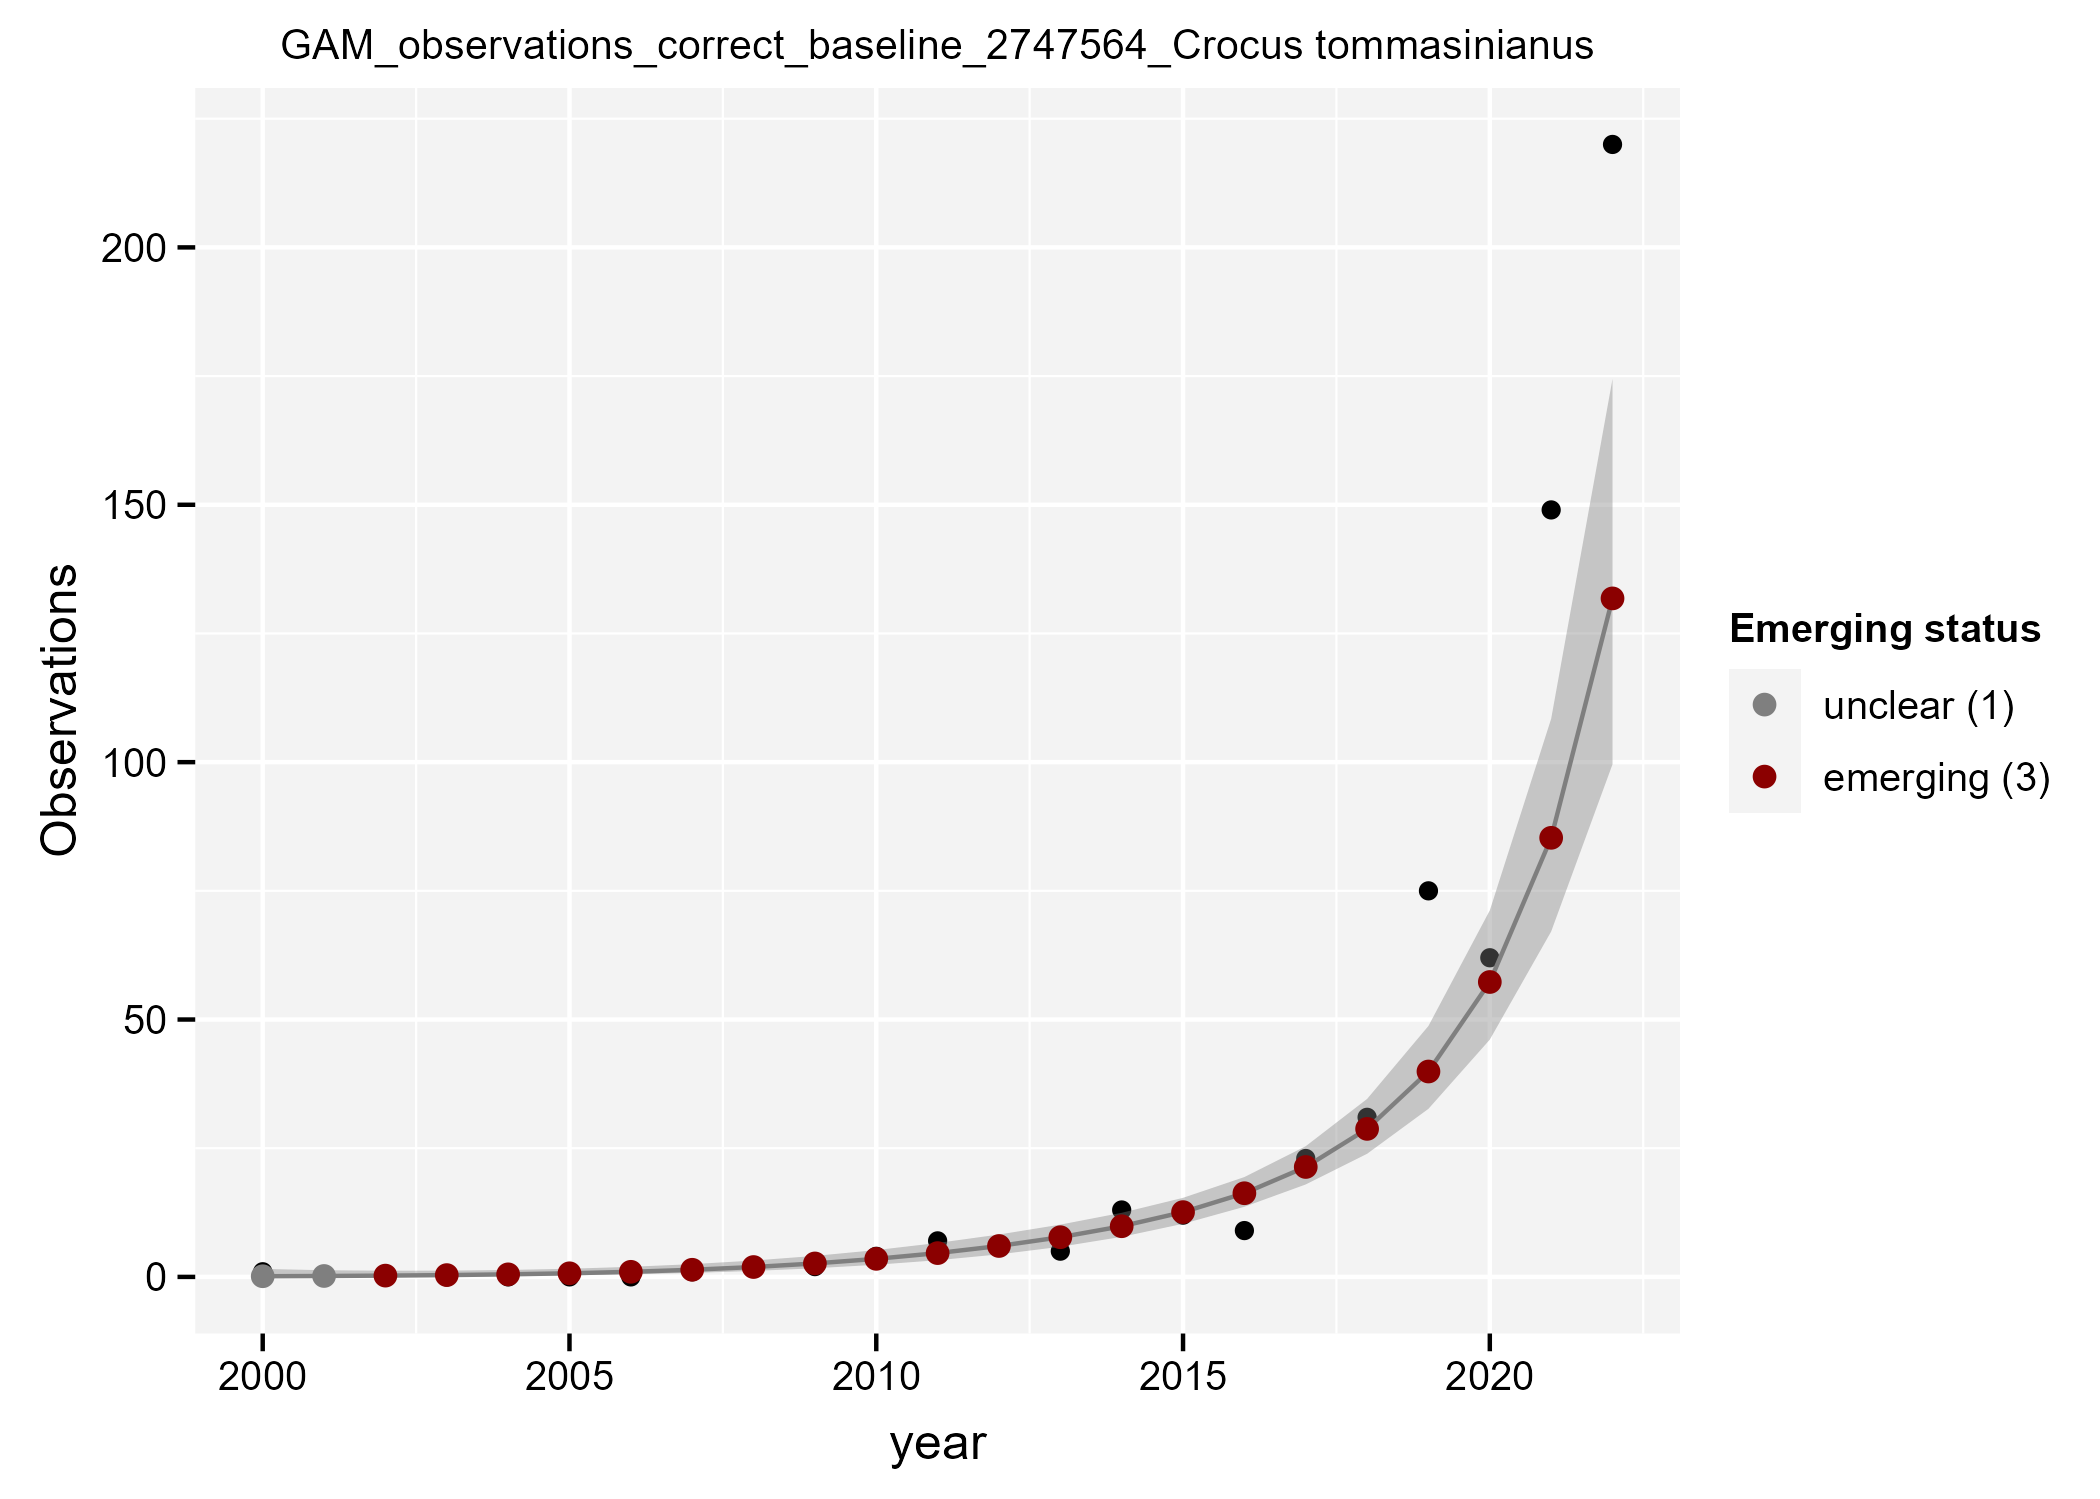 GAM_observations_correct_baseline_2747564_Crocus tommasinianus
Observations
200
150
100
50
0
2000 2005 2010 2015 2020
year
Emerging status
unclear (1)
emerging (3)